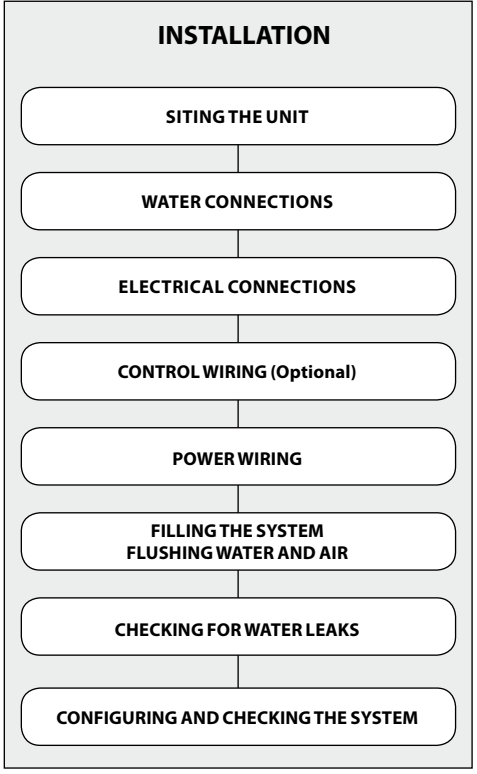 INSTALLATION
SITING THE UNIT
WATER CONNECTIONS
ELECTRICAL CONNECTIONS
CONTROL WIRING (Optional)
POWER WIRING
FILLING THE SYSTEM
FLUSHING WATER AND AIR
CHECKING FOR WATER LEAKS
CONFIGURING AND CHECKING THE SYSTEM